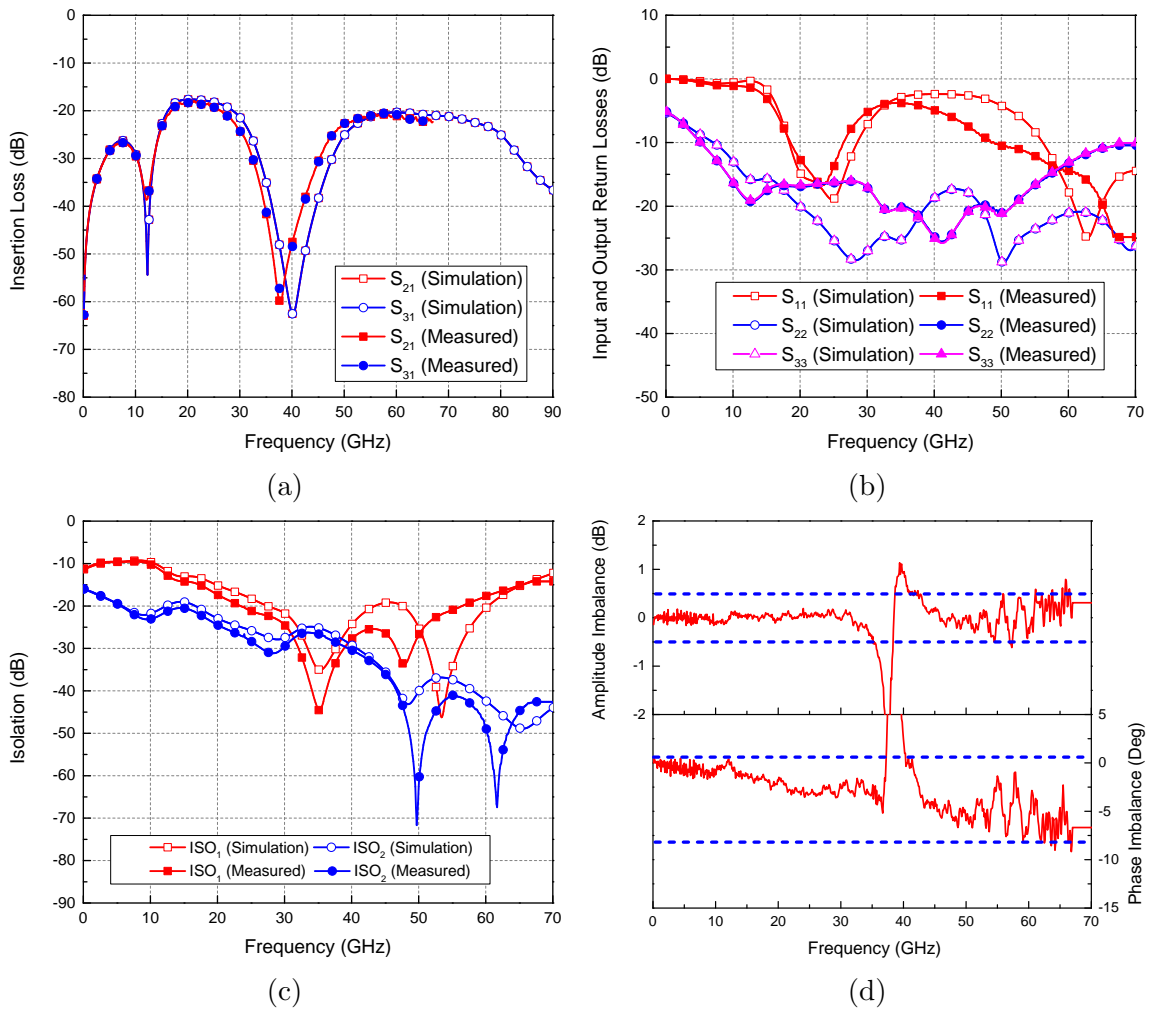 0
-10
-20
-30
-40
-50
-60
-70
-80
0 10 20 30 40 50 60 70 80 90
Insertion Loss (dB)
Frequency (GHz)
S21 (Simulation)
S31 (Simulation)
S21 (Measured)
S31 (Measured)
(a)
10
0
-10
-20
-30
-40
-50
0 10 20 30 40 50 60 70
Input and Output Return Losses (dB)
Frequency (GHz)
S11 (Simulation) S11 (Measured)
S22 (Simulation) S22 (Measured)
S33 (Simulation) S33 (Measured)
(b)
0
-10
-20
-30
-40
-50
-60
-70
-80
-90
0 10 20 30 40 50 60 70
Isolation (dB)
Frequency (GHz)
ISO1 (Simulation) ISO2 (Simulation)
ISO1 (Measured) ISO2 (Measured)
(c)
2
1
0
-1
-2
Amplitude Imbalance (dB)
5
0
-5
-10
-15
Phase Imbalance (Deg)
0 10 20 30 40 50 60 70
Frequency (GHz)
(d)